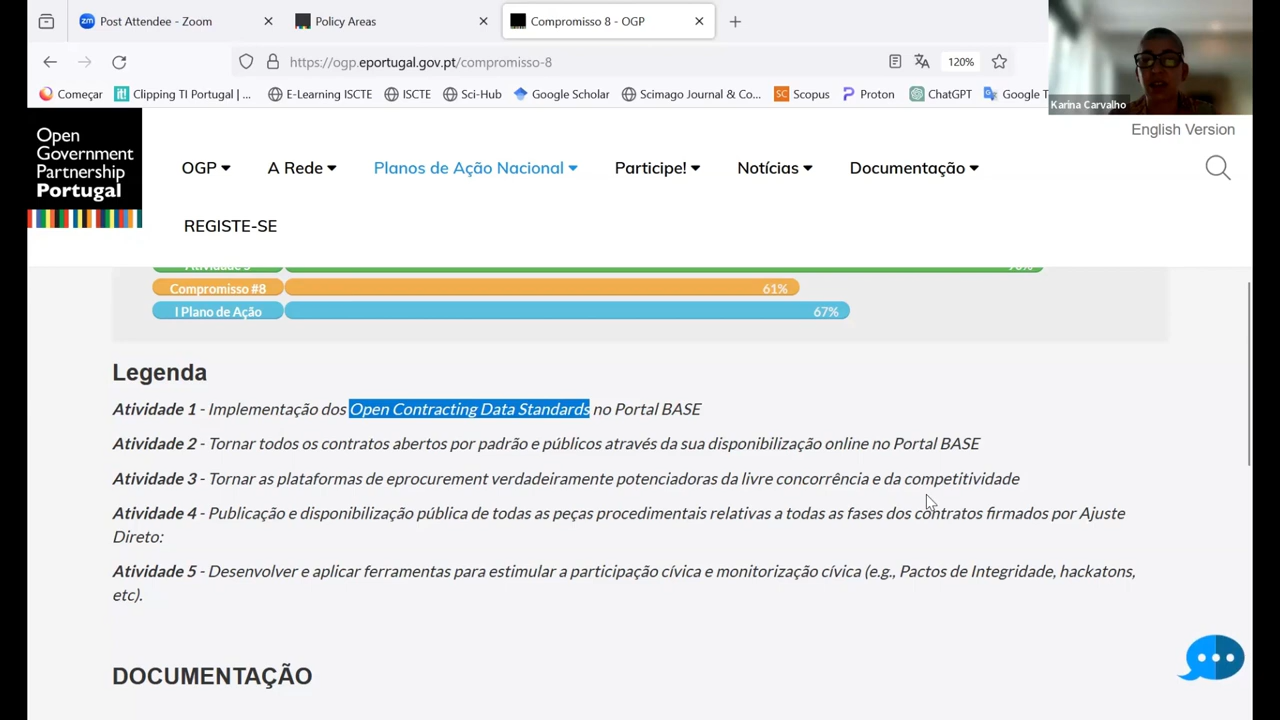 Post Attendee - Zoom
Policy Areas
Compromisso 8 - OGP
https://ogp.eportugal.gov.pt/compromisso-8
120%
Começar
Clipping TI Portugal | ...
E-Learning ISCTE
ISCTE
Sci-Hub
Google Scholar
Scimago Journal & Co...
Scopus
Proton
ChatGPT
Google T
Karina Carvalho
English Version
Open
Government
Partnership
Portugal
OGP
A Rede
Planos de Ação Nacional
Participe!
Notícias
Documentação
REGISTE-SE
Compromisso #8
61%
I Plano de Ação
67%
Legenda
Atividade 1 - Implementação dos Open Contracting Data Standards no Portal BASE
Atividade 2 - Tornar todos os contratos abertos por padrão e públicos através da sua disponibilização online no Portal BASE
Atividade 3 - Tornar as plataformas de eprocurement verdadeiramente potenciadoras da livre concorrência e da competitividade
Atividade 4 - Publicação e disponibilização pública de todas as peças procedimentais relativas a todas as fases dos contratos firmados por Ajuste
Direto:
Atividade 5 - Desenvolver e aplicar ferramentas para estimular a participação cívica e monitorização cívica (e.g., Pactos de Integridade, hackatons,
etc).
DOCUMENTAÇÃO